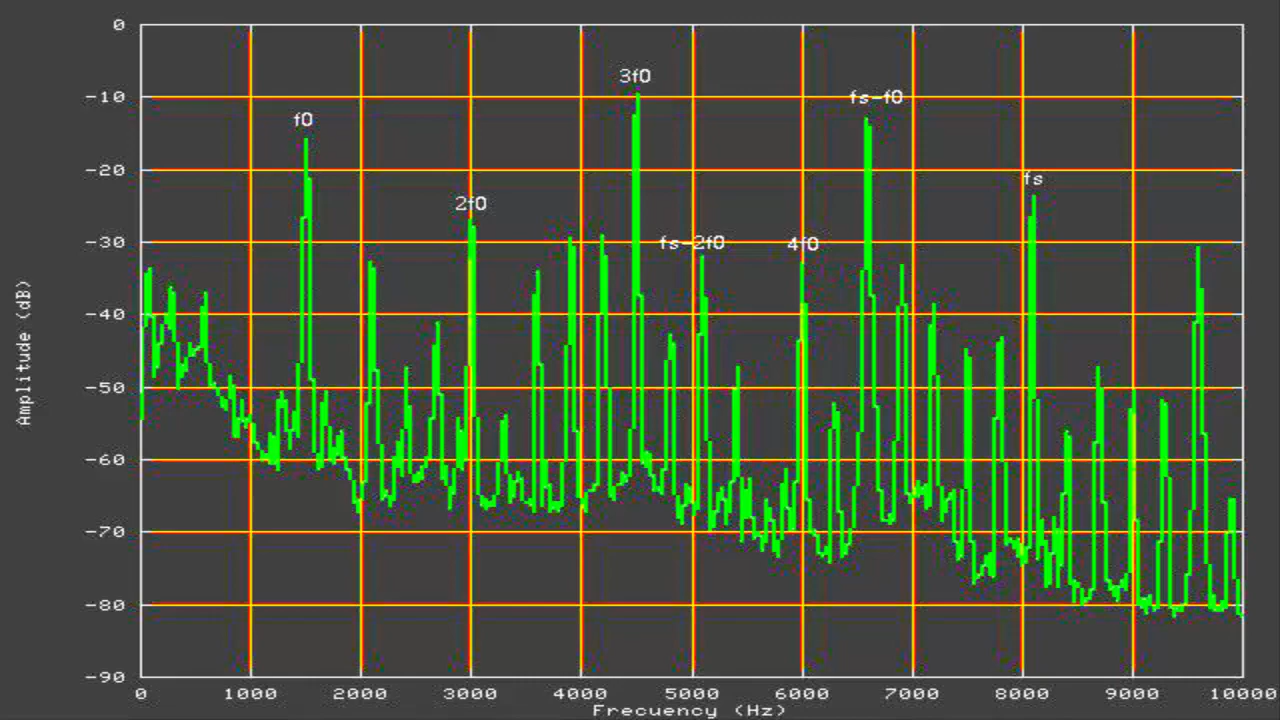 0
-10
-20
-30
-40
-50
-60
-70
-80
-90
Amplitude (dB)
f0
2f0
3f0
fs-2f0
4f0
fs-f0
fs
0 1000 2000 3000 4000 5000 6000 7000 8000 9000 10000
Frecuency (Hz)